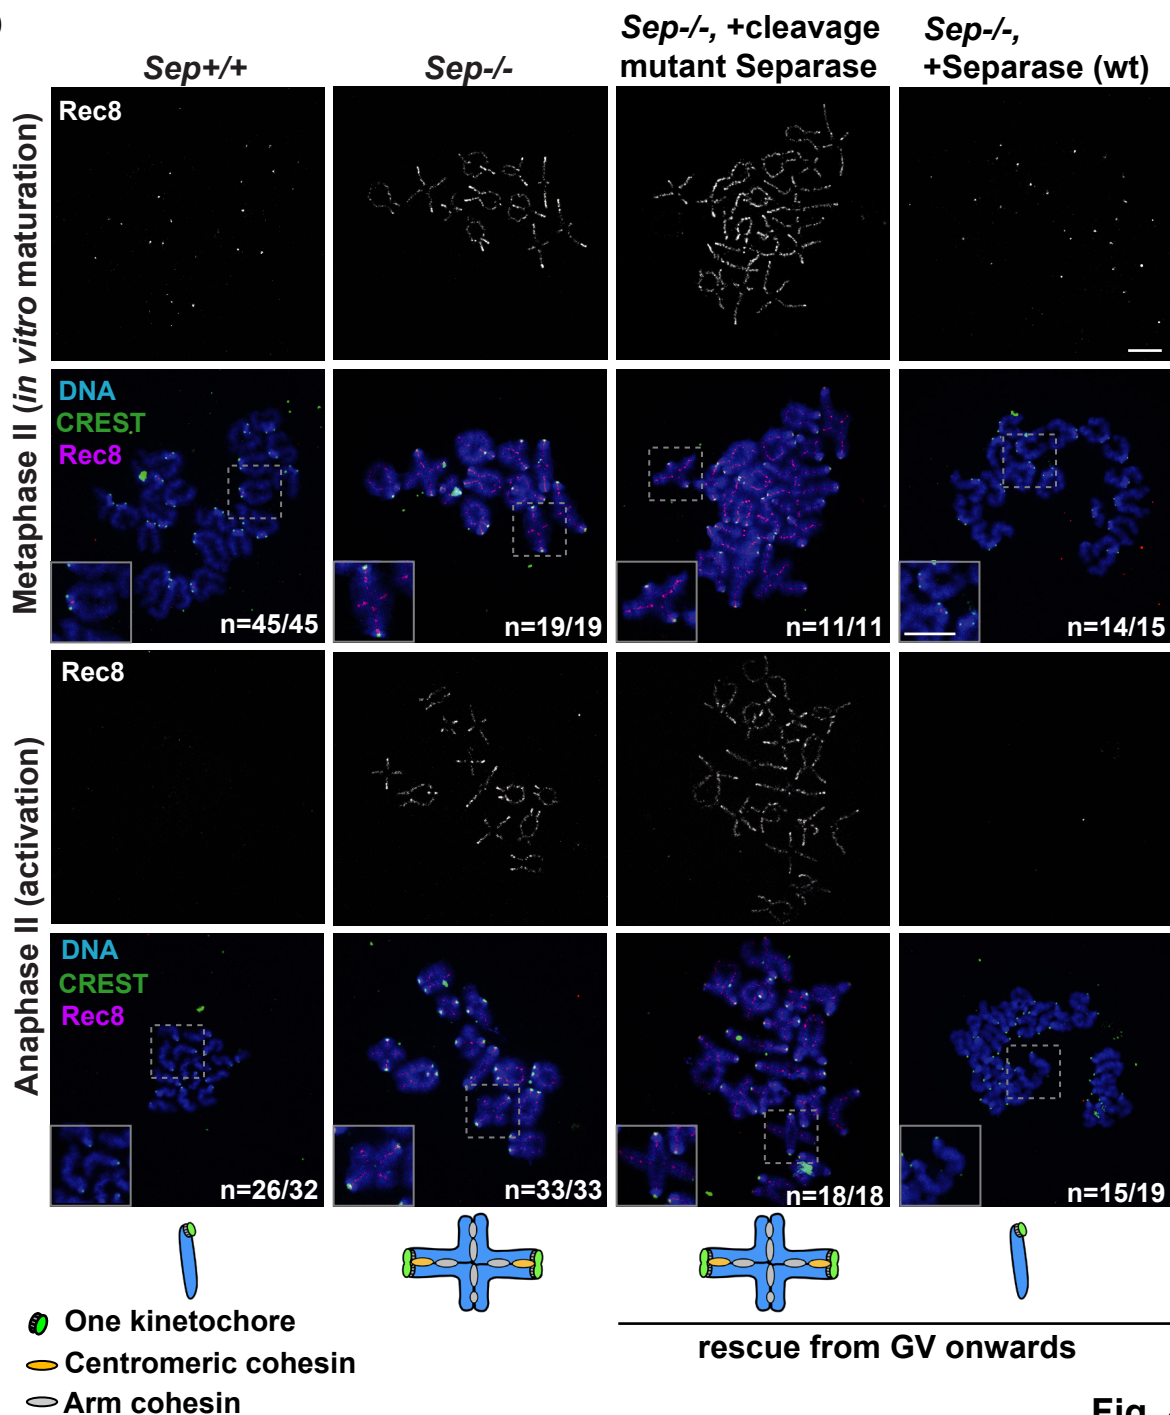 Sep+/+
Sep-/-
Sep-/-, +cleavage
mutant Separase
Sep-/-,
+Separase (wt)
Metaphase II (in vitro maturation)
Rec8
DNA
CREST
Rec8
n=45/45
n=19/19
n=11/11
n=14/15
Anaphase II (activation)
Rec8
DNA
CREST
Rec8
n=26/32
n=33/33
n=18/18
n=15/19
One kinetochore
Centromeric cohesin
Arm cohesin
rescue from GV onwards